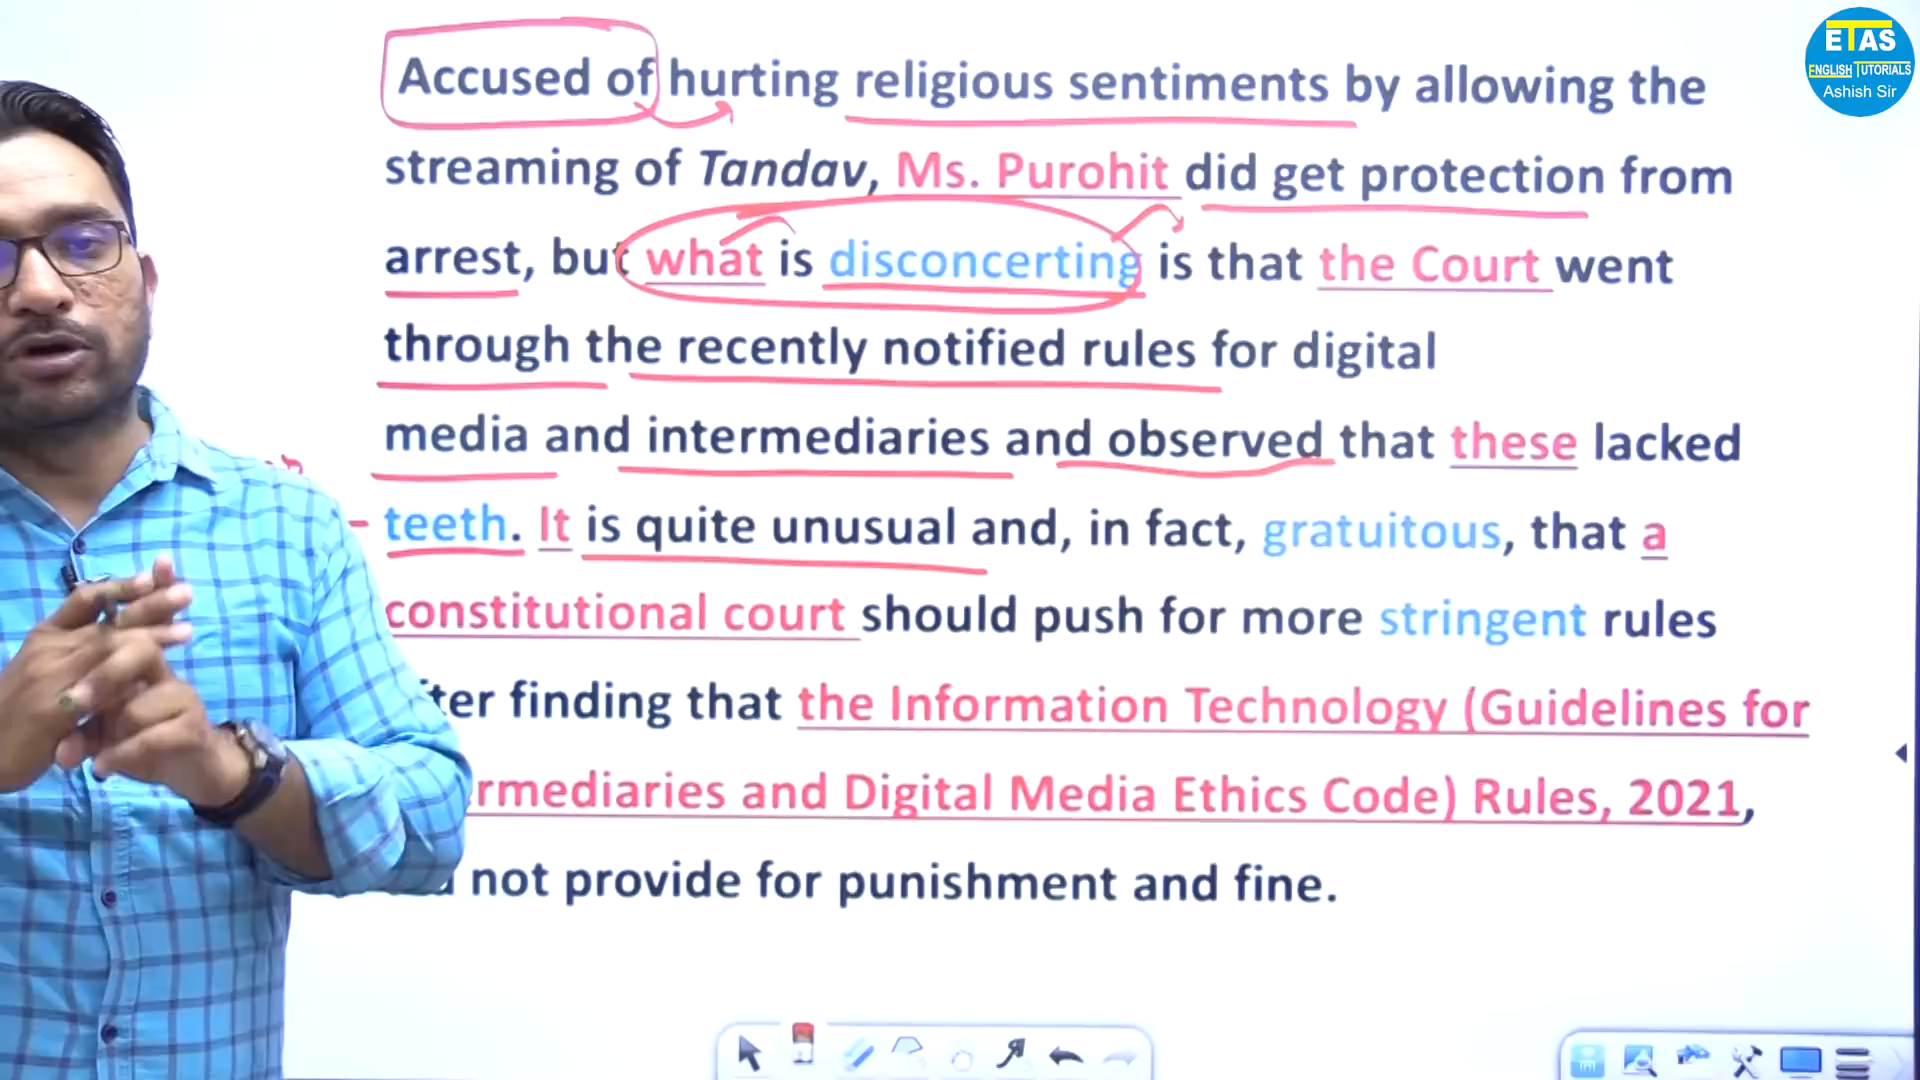 Accused of hurting religious sentiments by allowing the
streaming of Tandav, Ms. Purohit did get protection from
arrest, but what is disconcerting is that the Court went
through the recently notified rules for digital
media and intermediaries and observed that these lacked
teeth. It is quite unusual and, in fact, gratuitous, that a
constitutional court should push for more stringent rules
finding that the Information Technology (Guidelines for
and Digital Media Ethics Code) Rules, 2021,
not provide for punishment and fine.
ETAS
ENGLISH TUTORIALS
Ashish Sir